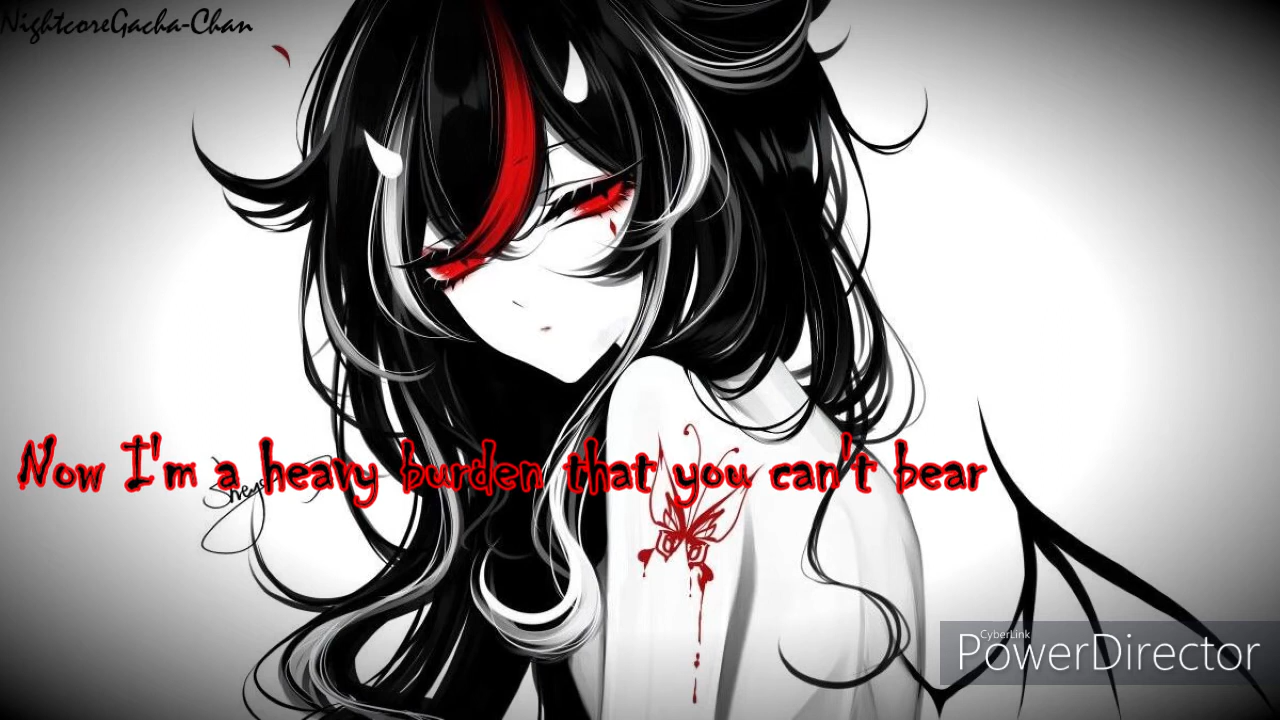 NightcoreGacha-Chan
Now I'm a heavy burden that you can't bear
CyberLink
PowerDirector